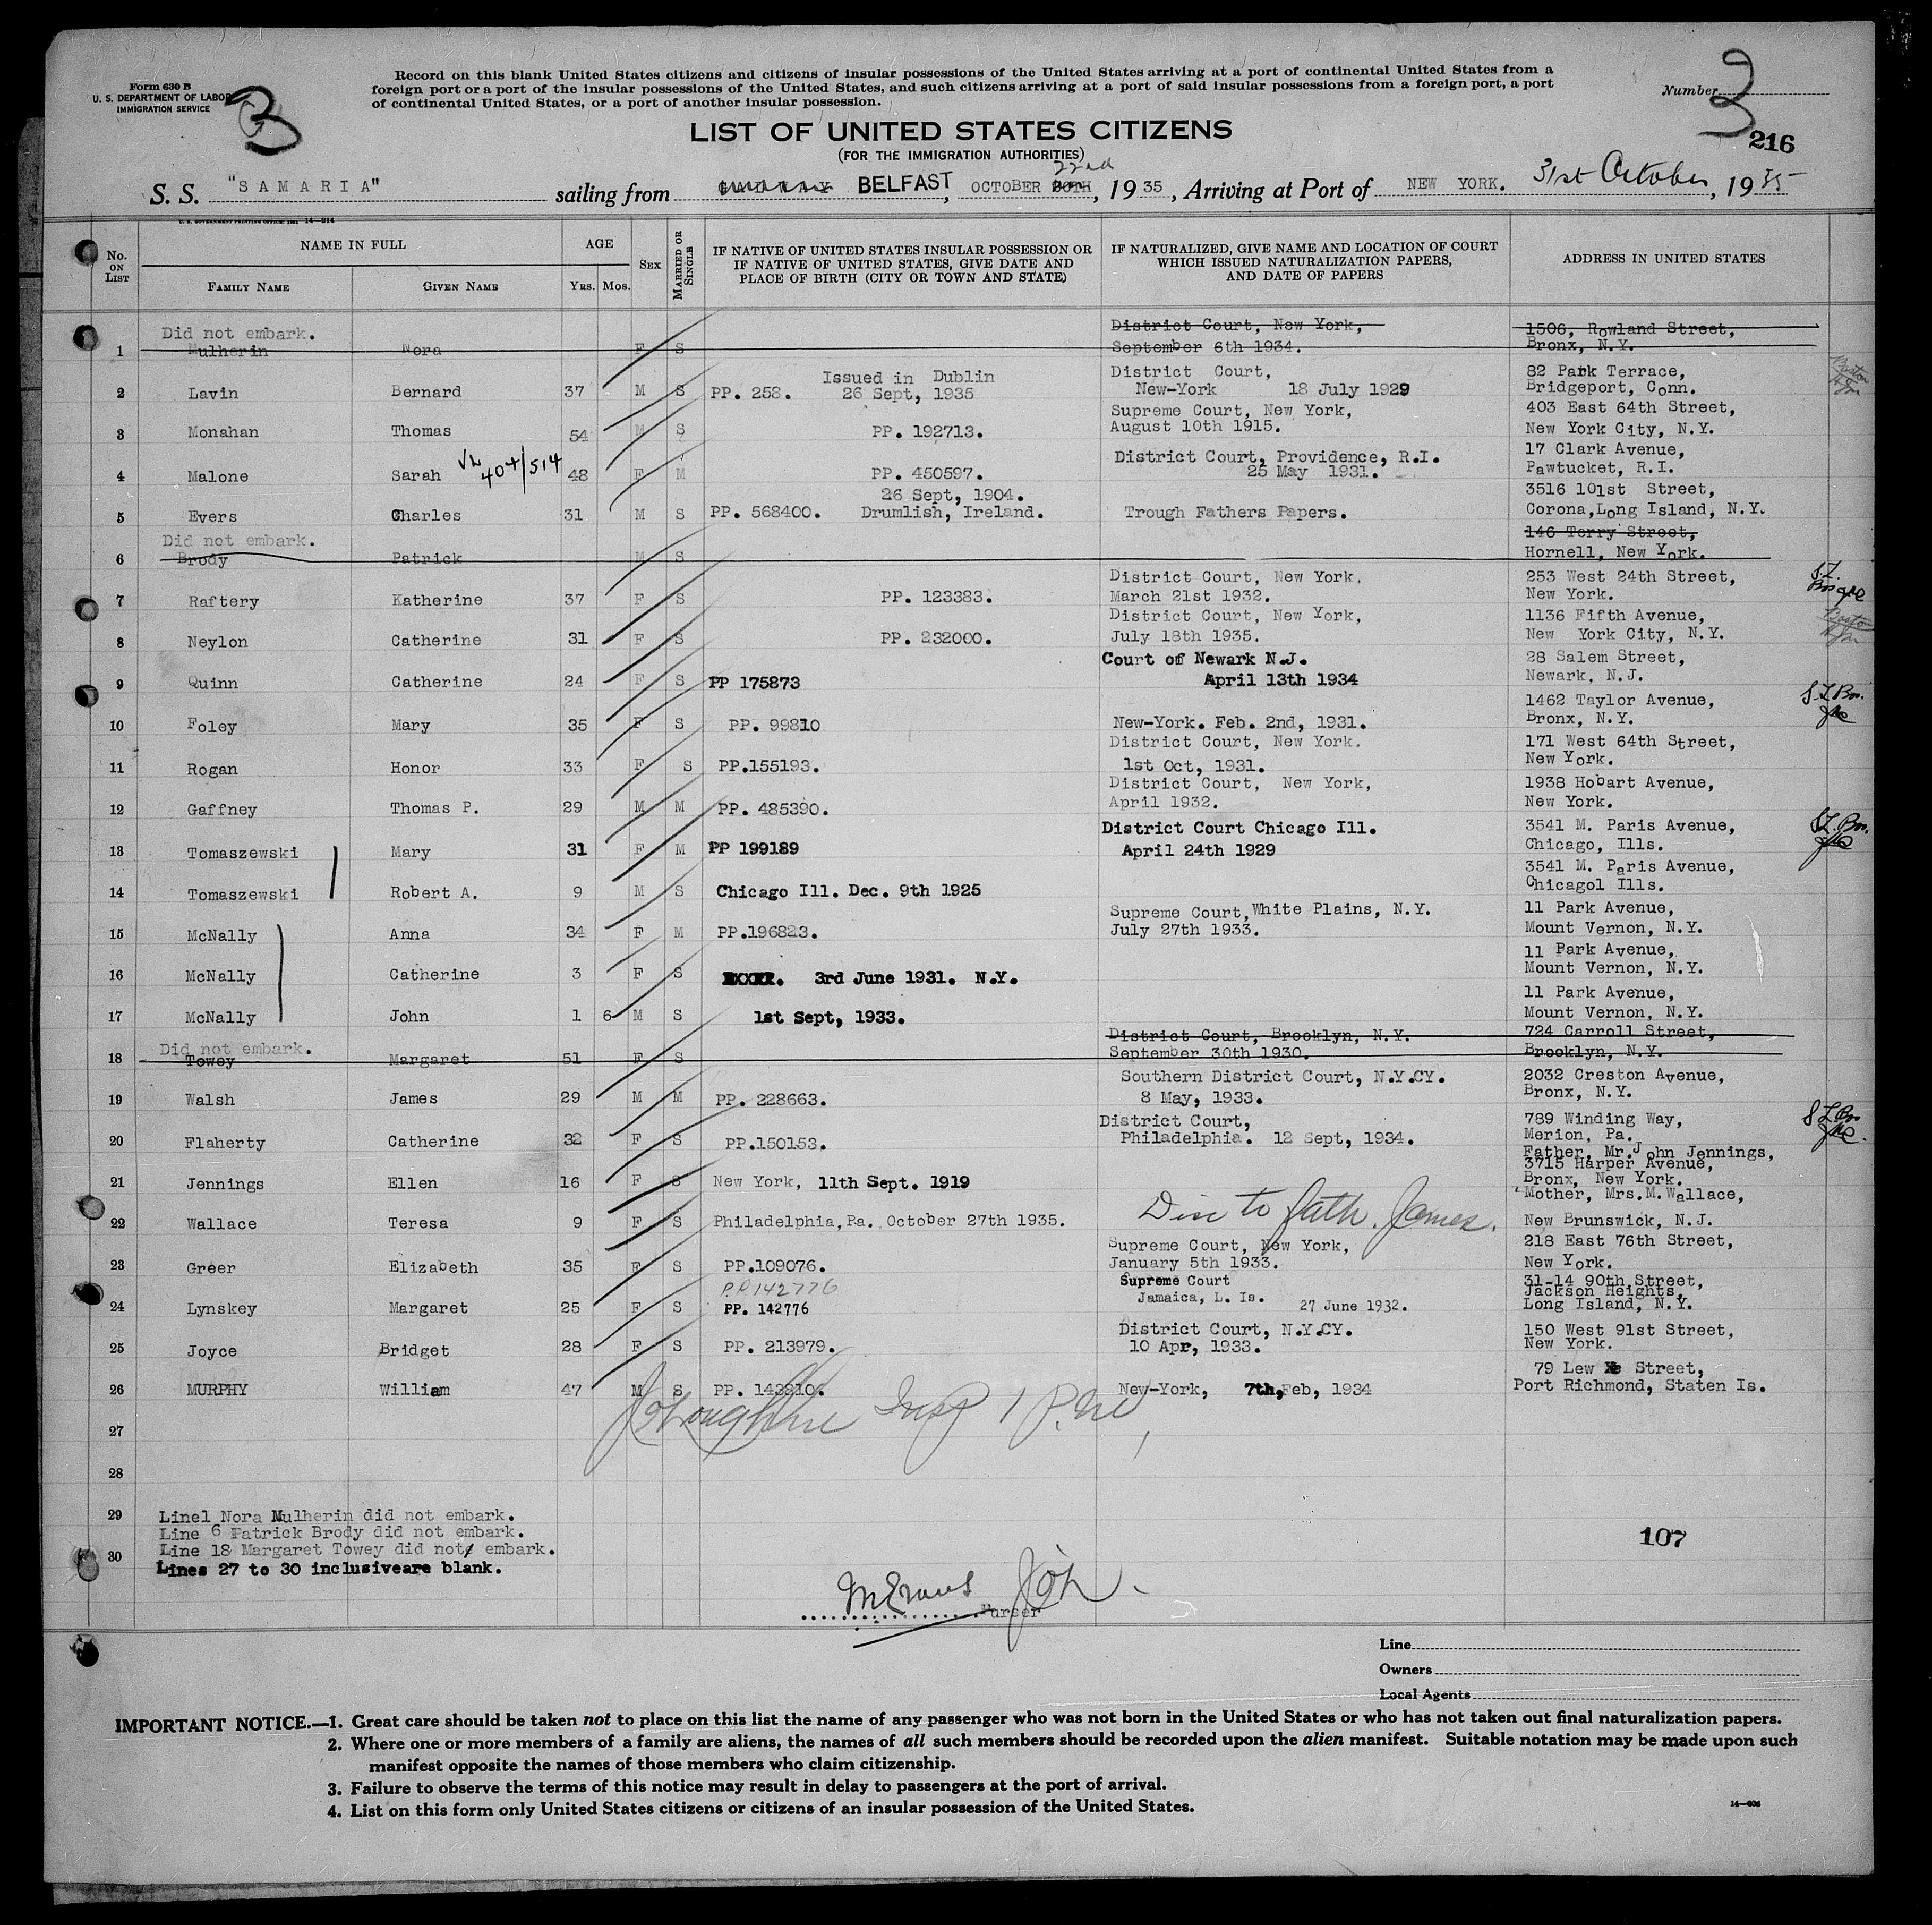 Form 630 B
U. S. DEPARTMENT OF LABOR
IMMIGRATION SERVICE
3
Record on this blank United States citizens and citizens of insular possessions of the United States arriving at a port of continental United States from a
foreign port or a port of the insular possessions of the United States, and such citizens arriving at a port of said insular possessions from a foreign port, a port
of continental United States, or a port of another insular possession.
Number 3
216
LIST OF UNITED STATES CITIZENS
(FOR THE IMMIGRATION AUTHORITIES)
S. S. "SAMARIA" sailing from BELFAST, OCTOBER 22nd, 1935, Arriving at Port of NEW YORK. 31st October, 1935
U. S. GOVERNMENT PRINTING OFFICE: 1931 14—214
No. ON LIST
NAME IN FULL
FAMILY NAME GIVEN NAME
AGE
YRS. MOS.
SEX
MARRIED OR SINGLE
IF NATIVE OF UNITED STATES INSULAR POSSESSION OR
IF NATIVE OF UNITED STATES, GIVE DATE AND
PLACE OF BIRTH (CITY OR TOWN AND STATE)
IF NATURALIZED, GIVE NAME AND LOCATION OF COURT
WHICH ISSUED NATURALIZATION PAPERS,
AND DATE OF PAPERS
ADDRESS IN UNITED STATES
Did not embark. District Court, New York, 1506, Rowland Street,
1 Mulherin Nora F S September 6th 1934. Bronx, N.Y.
Issued in Dublin District Court, 82 Park Terrace,
2 Lavin Bernard 37 M S PP. 258. 26 Sept, 1935 New-York 18 July 1929 Bridgeport, Conn.
Supreme Court, New York, 403 East 64th Street,
3 Monahan Thomas 54 M S PP. 192713. August 10th 1915. New York City, N.Y.
17 Clark Avenue,
4 Malone Sarah 404/514 48 F M PP. 450597. District Court, Providence, R.I. 25 May 1931. Pawtucket, R.I.
26 Sept, 1904. 3516 101st Street,
5 Evers Charles 31 M S PP. 568400. Drumlish, Ireland. Trough Fathers Papers. Corona,Long Island, N.Y.
Did not embark. 146 Terry Street,
6 Brody Patrick M S Hornell, New York.
District Court, New York. 253 West 24th Street,
7 Raftery Katherine 37 F S PP. 123383. March 21st 1932. New York.
District Court, New York, 1136 Fifth Avenue,
8 Neylon Catherine 31 F S PP. 232000. July 18th 1935. New York City, N.Y.
Court of Newark N.J. 28 Salem Street,
9 Quinn Catherine 24 F S PP 175873 April 13th 1934 Newark, N.J.
1462 Taylor Avenue,
10 Foley Mary 35 F S PP. 99810 New-York. Feb. 2nd, 1931. Bronx, N.Y.
District Court, New York. 171 West 64th Street,
11 Rogan Honor 33 F S PP.155193. 1st Oct, 1931. New York.
District Court, New York, 1938 Hobart Avenue,
12 Gaffney Thomas P. 29 M M PP. 485390. April 1932. New York.
District Court Chicago Ill. 3541 M. Paris Avenue,
13 Tomaszewski Mary 31 F M PP 199189 April 24th 1929 Chicago, Ills.
3541 M. Paris Avenue,
14 Tomaszewski Robert A. 9 M S Chicago Ill. Dec. 9th 1925 Chicagol Ills.
Supreme Court,White Plains, N.Y. 11 Park Avenue,
15 McNally Anna 34 F M PP.196823. July 27th 1933. Mount Vernon, N.Y.
11 Park Avenue,
16 McNally Catherine 3 F S 3rd June 1931. N.Y. Mount Vernon, N.Y.
11 Park Avenue,
17 McNally John 1 6 M S 1st Sept, 1933. Mount Vernon, N.Y.
Did not embark. District Court, Brooklyn, N.Y. 724 Carroll Street,
18 Towey Margaret 51 F S September 30th 1930. Brooklyn, N.Y.
Southern District Court, N.Y.CY. 2032 Creston Avenue,
19 Walsh James 29 M M PP. 228663. 8 May, 1933. Bronx, N.Y.
District Court, 789 Winding Way,
20 Flaherty Catherine 32 F S PP.150153. Philadelphia. 12 Sept, 1934. Merion, Pa.
Father, Mr.John Jennings,
3715 Harper Avenue,
21 Jennings Ellen 16 F S New York, 11th Sept. 1919 Bronx, New York.
Mother, Mrs.M.Wallace,
22 Wallace Teresa 9 F S Philadelphia,Pa. October 27th 1935. Disc to fath. James. New Brunswick, N.J.
Supreme Court, New York, 218 East 76th Street,
23 Greer Elizabeth 35 F S PP.109076. January 5th 1933. New York.
PP142776 Supreme Court 31-14 90th Street,
Jamaica, L. Is. Jackson Heights,
24 Lynskey Margaret 25 F S PP. 142776 27 June 1932. Long Island, N.Y.
District Court, N.Y.CY. 150 West 91st Street,
25 Joyce Bridget 28 F S PP. 213979. 10 Apr, 1933. New York.
79 Lew Street,
26 MURPHY William 47 M S PP. 143810. New-York, 7th,Feb, 1934 Port Richmond, Staten Is.
27
28
29 Line1 Nora Mulherin did not embark.
Line 6 Patrick Brody did not embark.
30 Line 18 Margaret Towey did not embark.
Lines 27 to 30 inclusiveare blank.
107
Purser
Line
Owners
Local Agents
IMPORTANT NOTICE.—1. Great care should be taken not to place on this list the name of any passenger who was not born in the United States or who has not taken out final naturalization papers.
2. Where one or more members of a family are aliens, the names of all such members should be recorded upon the alien manifest. Suitable notation may be made upon such
manifest opposite the names of those members who claim citizenship.
3. Failure to observe the terms of this notice may result in delay to passengers at the port of arrival.
4. List on this form only United States citizens or citizens of an insular possession of the United States.